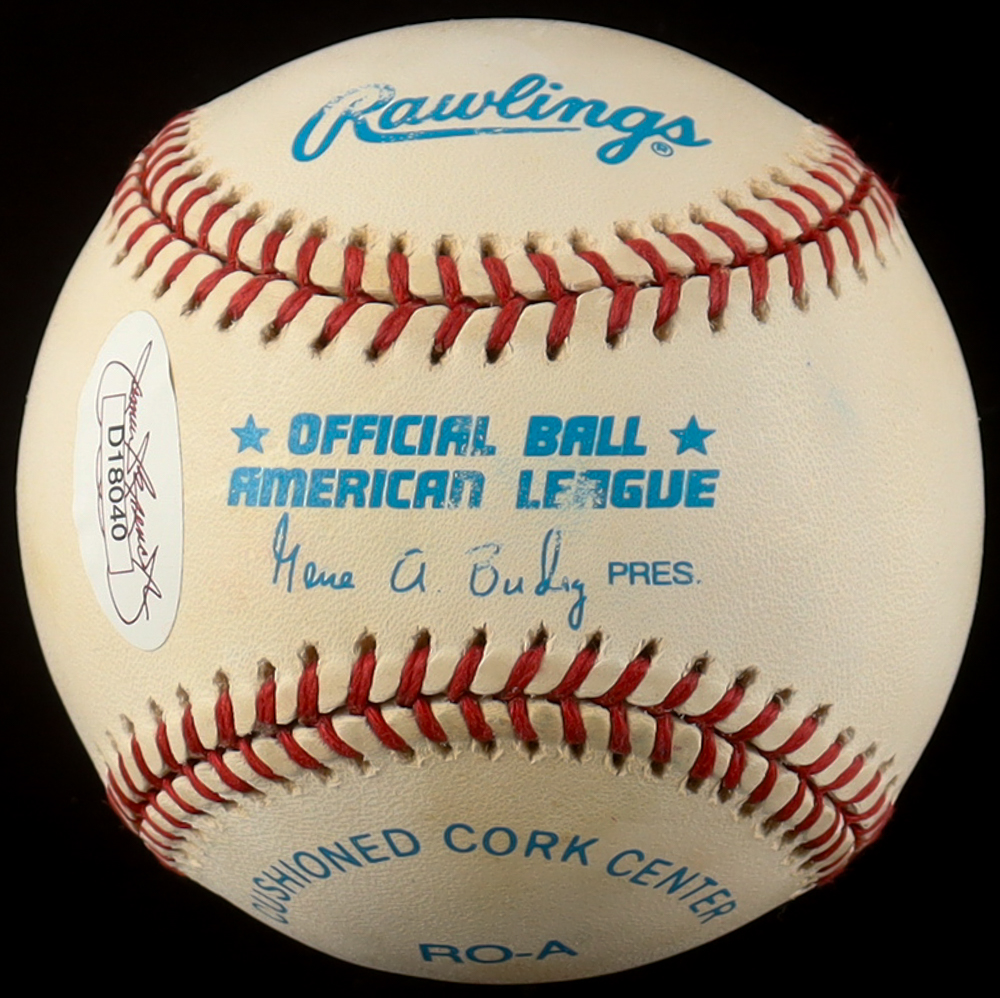 Rawlings®
★ OFFICIAL BALL ★
AMERICAN LEAGUE
Gene A. Budig PRES.
CUSHIONED CORK CENTER
RO-A
D18040